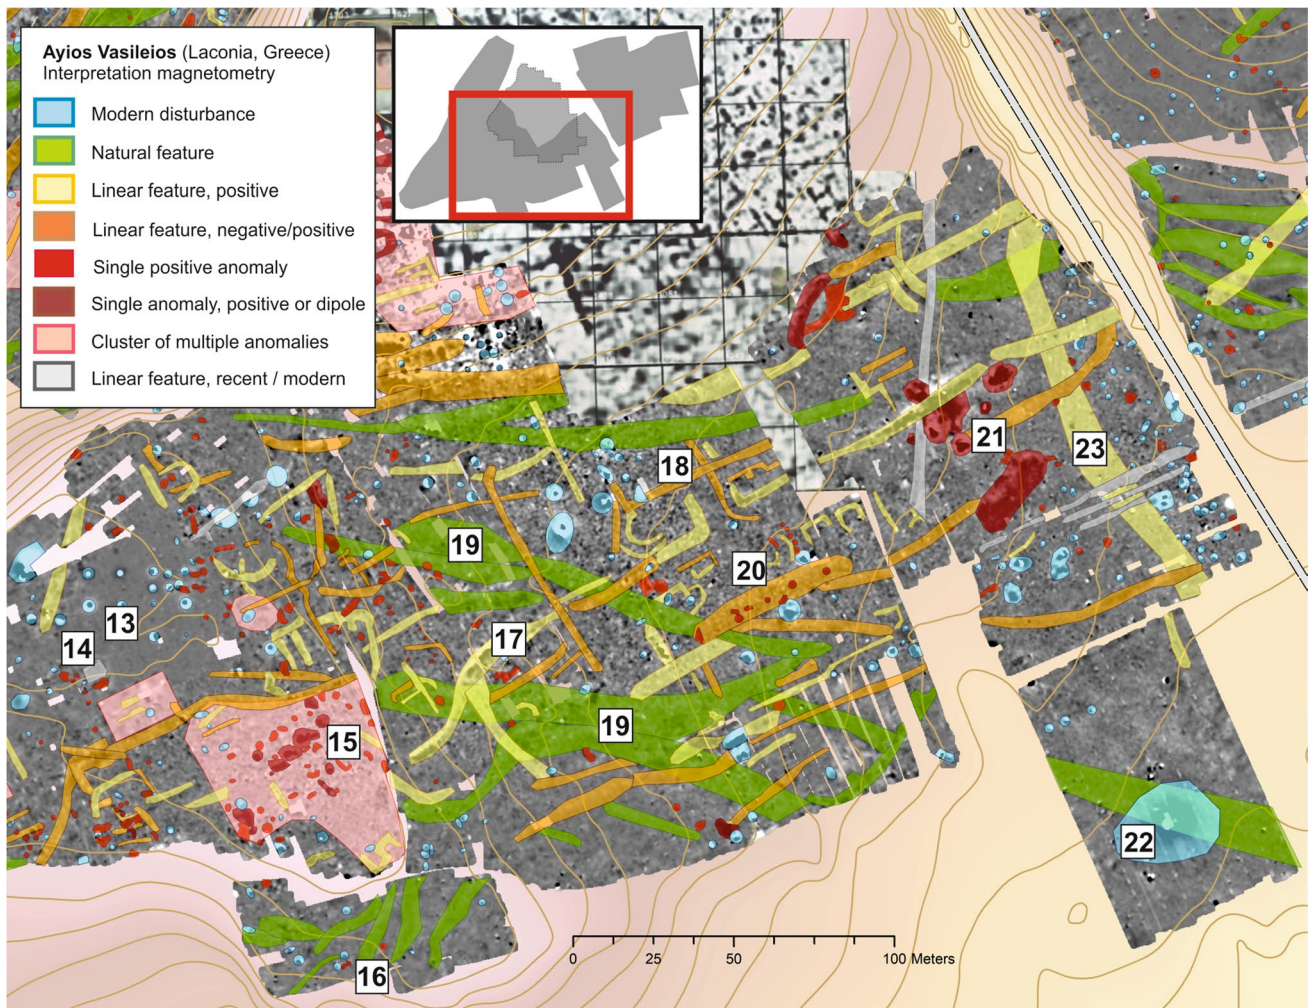 Ayios Vasileios (Laconia, Greece)
Interpretation magnetometry
Modern disturbance
Natural feature
Linear feature, positive
Linear feature, negative/positive
Single positive anomaly
Single anomaly, positive or dipole
Cluster of multiple anomalies
Linear feature, recent / modern
18
21
23
19
20
13
14
17
15
19
22
16
0 25 50 100 Meters